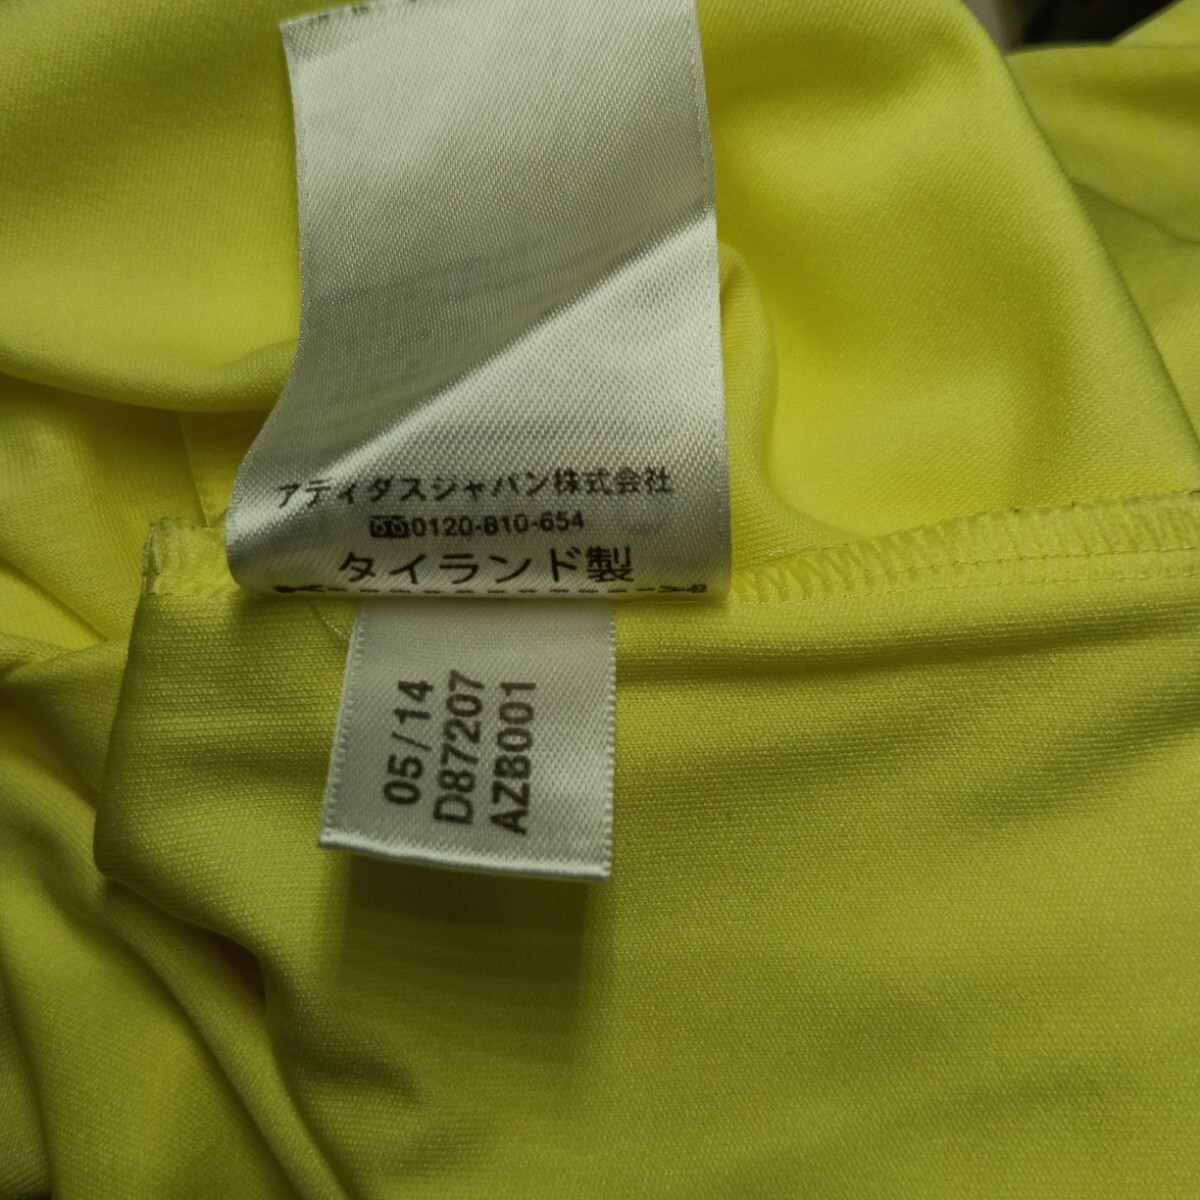 アディダスジャパン株式会社
0120-810-654
タイランド製
05/14
D87207
AZB001